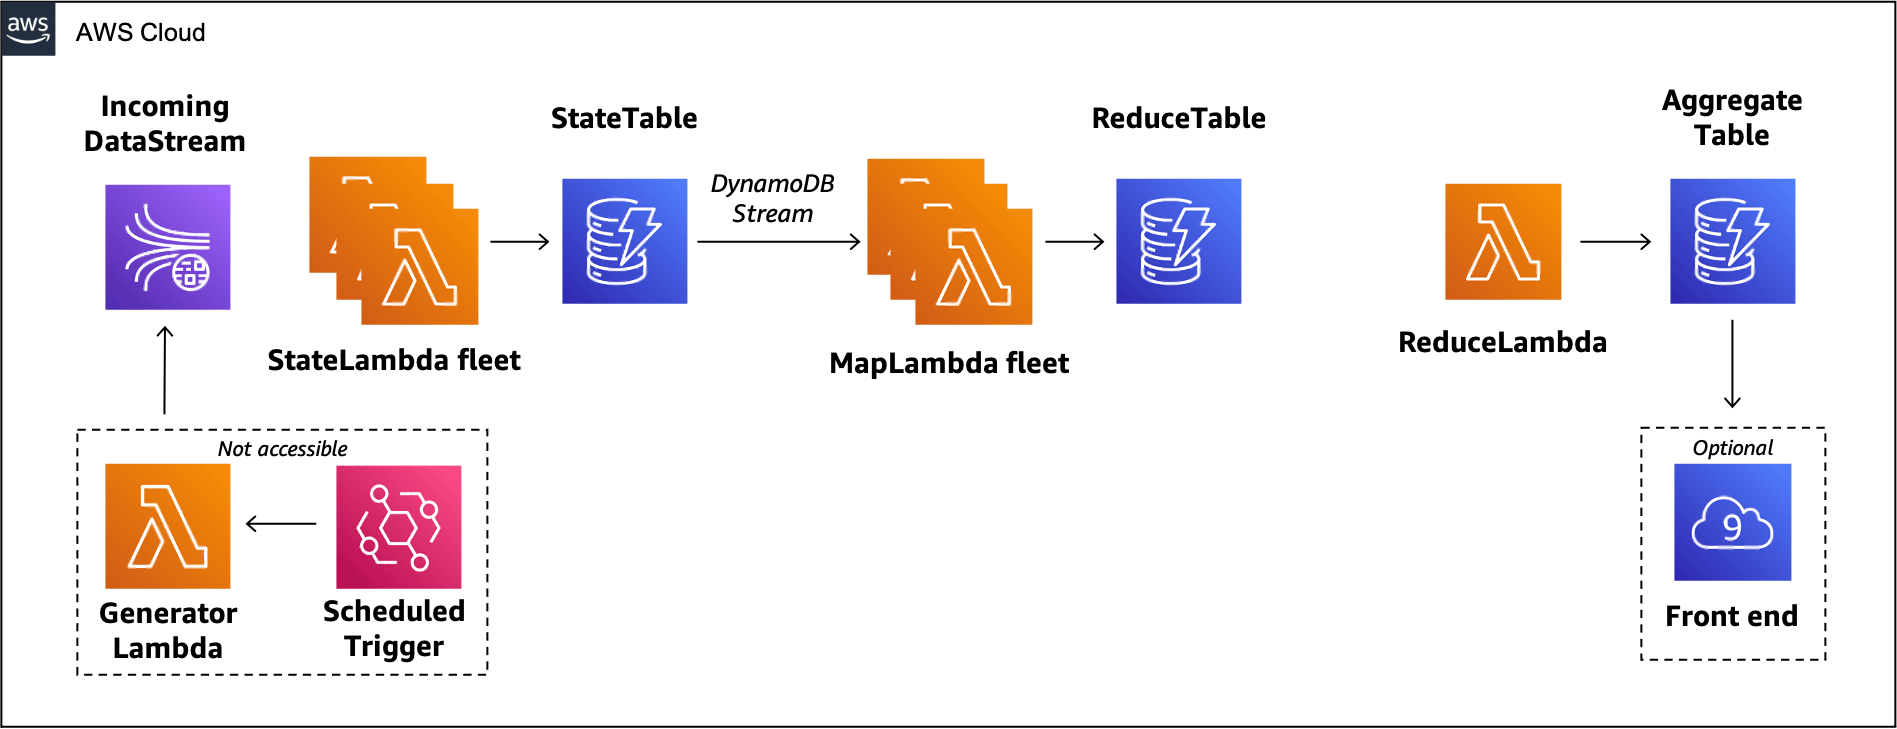 aws
AWS Cloud
Incoming
DataStream
StateTable
DynamoDB
Stream
ReduceTable
Aggregate
Table
StateLambda fleet
MapLambda fleet
ReduceLambda
Not accessible
Generator
Lambda
Scheduled
Trigger
Optional
9
Front end